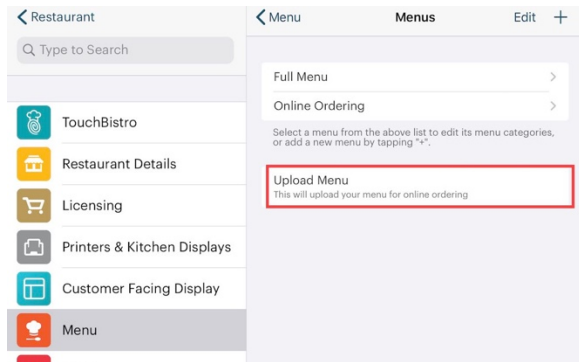 Restaurant
Type to Search
TouchBistro
Restaurant Details
Licensing
Printers & Kitchen Displays
Customer Facing Display
Menu
Menu
Menus
Edit +
Full Menu
Online Ordering
Select a menu from the above list to edit its menu categories,
or add a new menu by tapping "+".
Upload Menu
This will upload your menu for online ordering